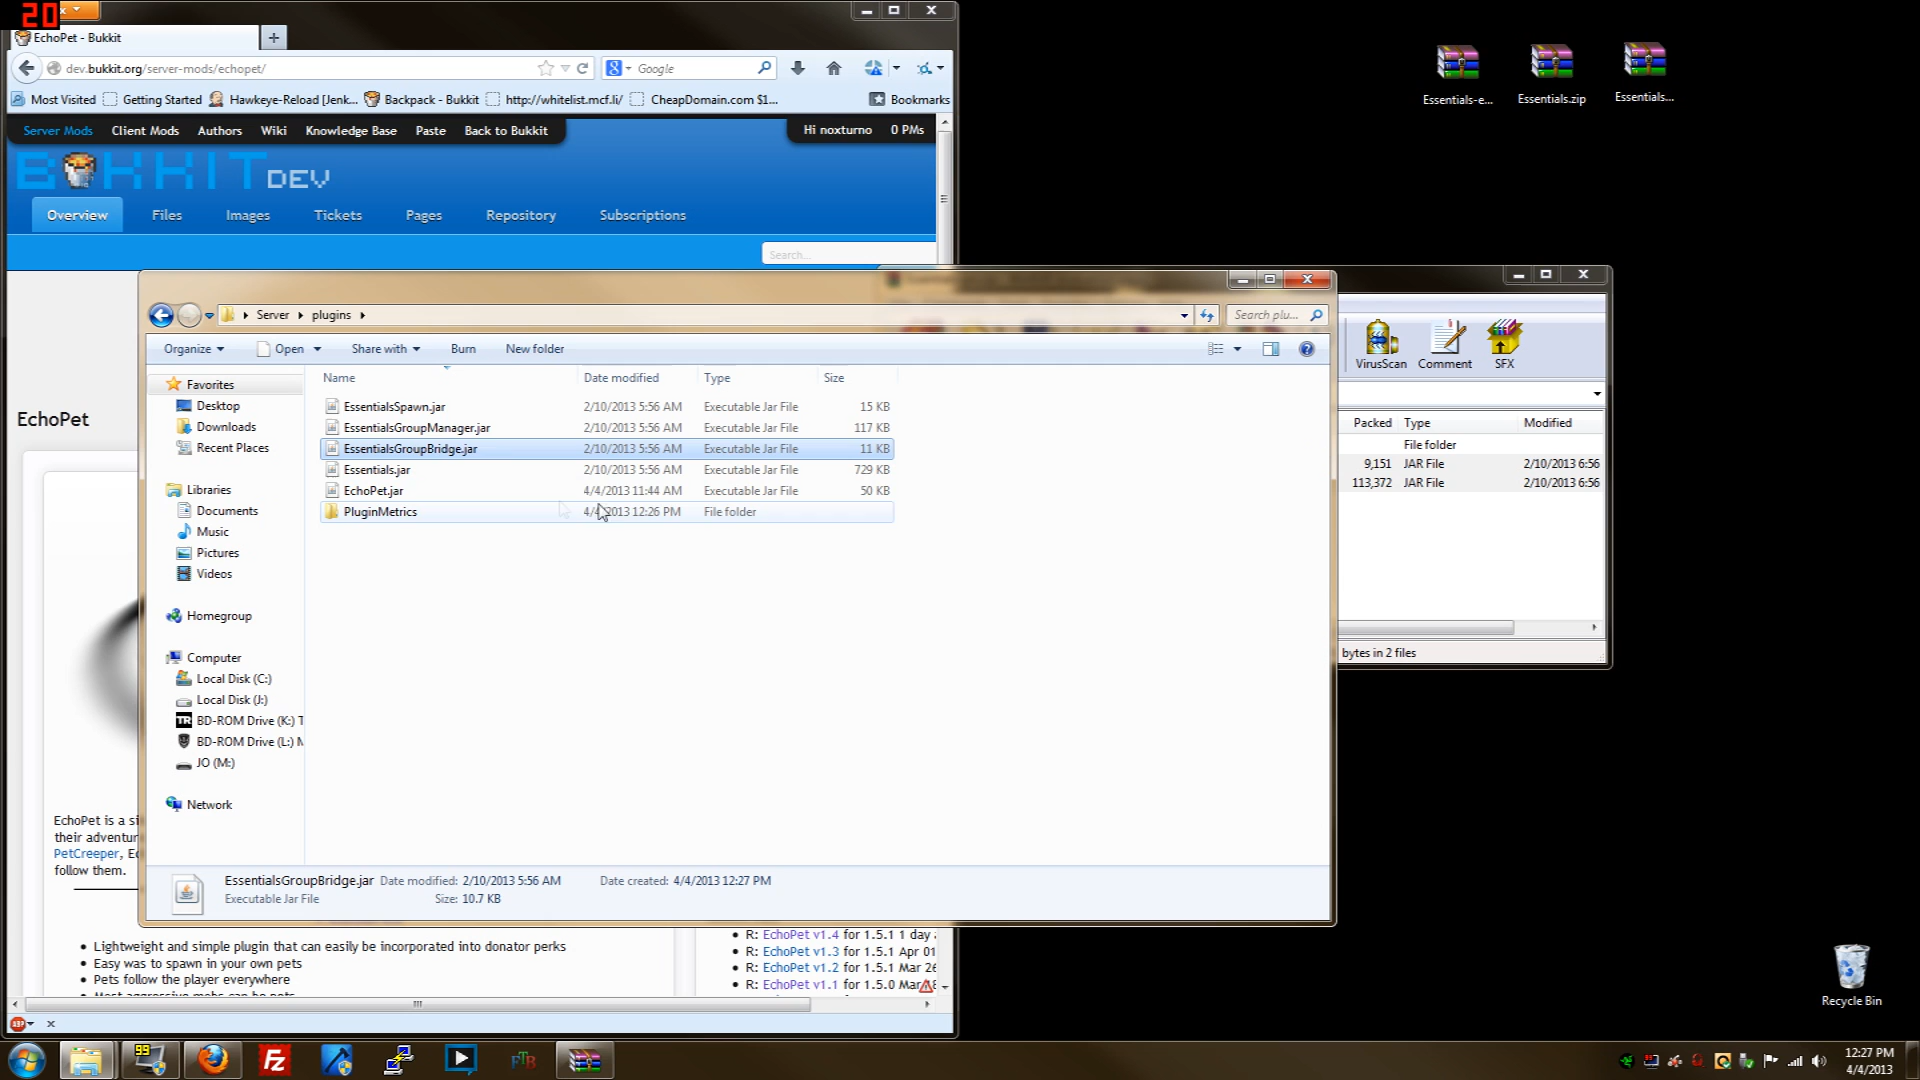 20
EchoPet - Bukkit
dev.bukkit.org/server-mods/echopet/
Google
Most Visited
Getting Started
Hawkeye-Reload [Jenk...
Backpack - Bukkit
http://whitelist.mcf.li/
CheapDomain.com $1...
Bookmarks
Server Mods
Client Mods
Authors
Wiki
Knowledge Base
Paste
Back to Bukkit
Hi noxturno
0 PMs
BUKKIT DEV
Overview
Files
Images
Tickets
Pages
Repository
Subscriptions
Search...
Essentials-e...
Essentials.zip
Essentials...
Server
plugins
Search plu...
Organize
Open
Share with
Burn
New folder
Name
Date modified
Type
Size
EssentialsSpawn.jar 2/10/2013 5:56 AM Executable Jar File 15 KB
EssentialsGroupManager.jar 2/10/2013 5:56 AM Executable Jar File 117 KB
EssentialsGroupBridge.jar 2/10/2013 5:56 AM Executable Jar File 11 KB
Essentials.jar 2/10/2013 5:56 AM Executable Jar File 729 KB
EchoPet.jar 4/4/2013 11:44 AM Executable Jar File 50 KB
PluginMetrics 4/4/2013 12:26 PM File folder
Favorites
Desktop
Downloads
Recent Places
Libraries
Documents
Music
Pictures
Videos
Homegroup
Computer
Local Disk (C:)
Local Disk (J:)
BD-ROM Drive (K:) T
BD-ROM Drive (L:)
JO (M:)
Network
EssentialsGroupBridge.jar Date modified: 2/10/2013 5:56 AM Date created: 4/4/2013 12:27 PM
Executable Jar File Size: 10.7 KB
VirusScan
Comment
SFX
Packed
Type
Modified
File folder
9,151 JAR File 2/10/2013 6:56
113,372 JAR File 2/10/2013 6:56
bytes in 2 files
EchoPet
EchoPet is a si
their adventur
PetCreeper, Ec
follow them.
Lightweight and simple plugin that can easily be incorporated into donator perks
Easy was to spawn in your own pets
Pets follow the player everywhere
R: EchoPet v1.4 for 1.5.1 1 day
R: EchoPet v1.3 for 1.5.1 Apr 01
R: EchoPet v1.2 for 1.5.1 Mar 26
R: EchoPet v1.1 for 1.5.0 Mar
Recycle Bin
99
FTB
12:27 PM
4/4/2013